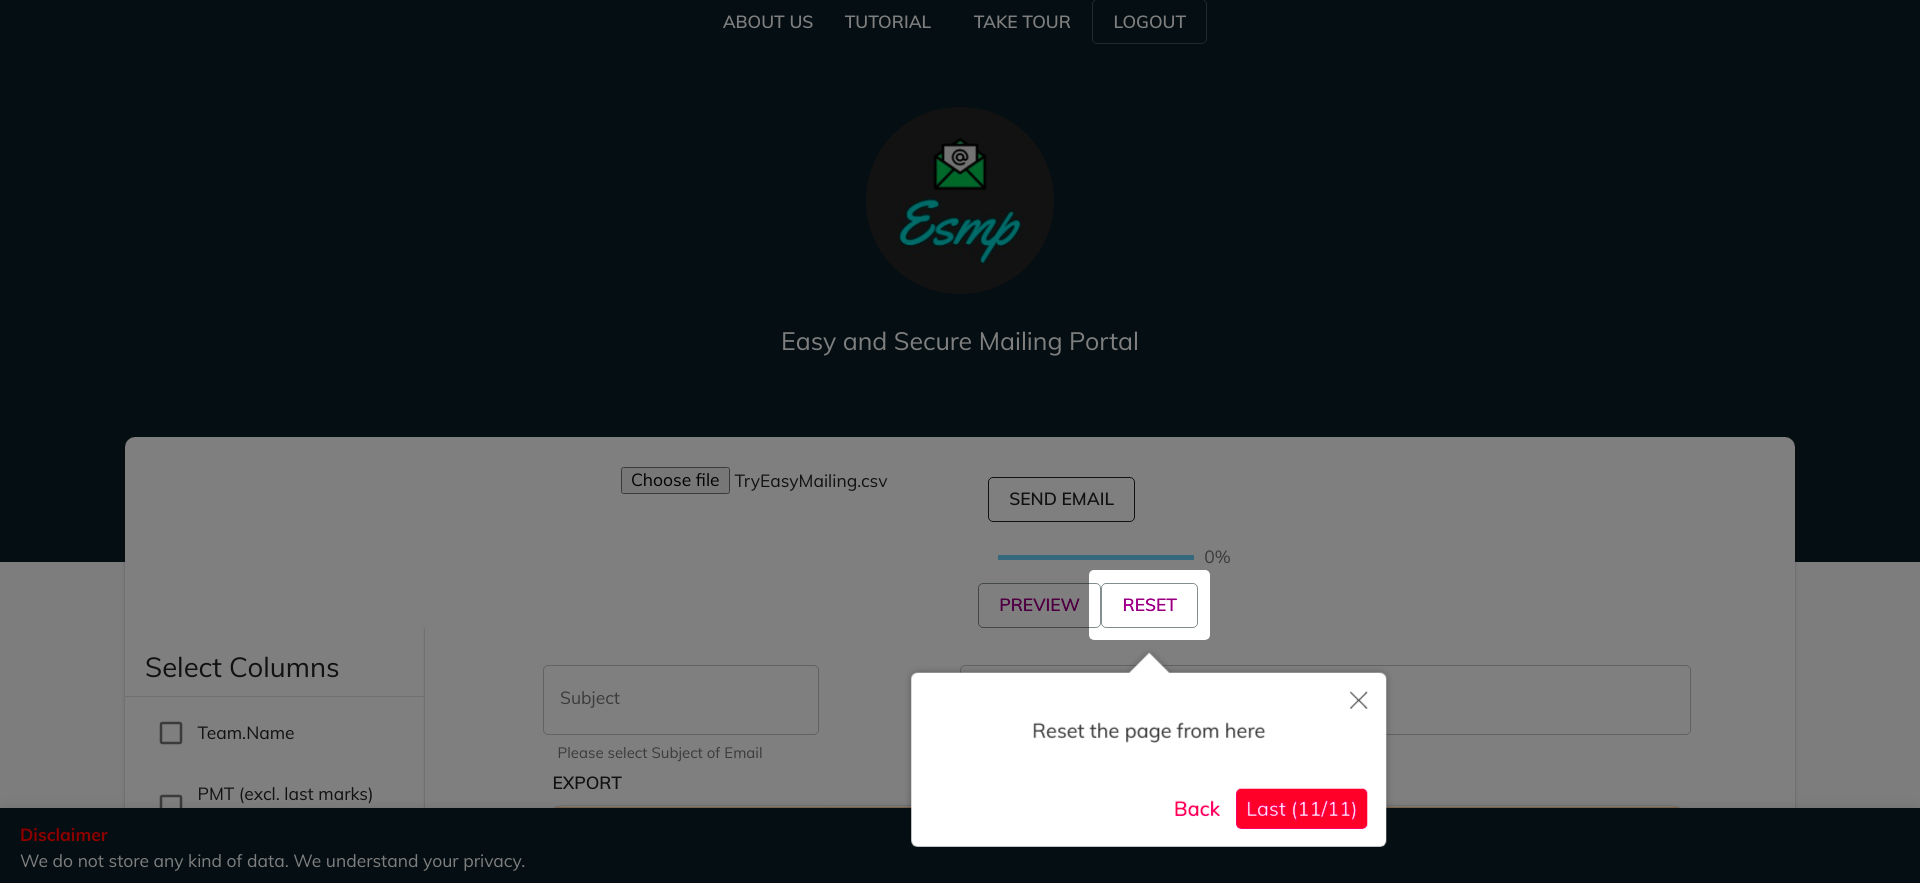 ABOUT US TUTORIAL TAKE TOUR LOGOUT
@
Esmp
Easy and Secure Mailing Portal
Choose file TryEasyMailing.csv
SEND EMAIL
0%
PREVIEW RESET
Select Columns
Team.Name
PMT (excl. last marks)
Subject
Please select Subject of Email
EXPORT
Reset the page from here
Back Last (11/11)
Disclaimer
We do not store any kind of data. We understand your privacy.